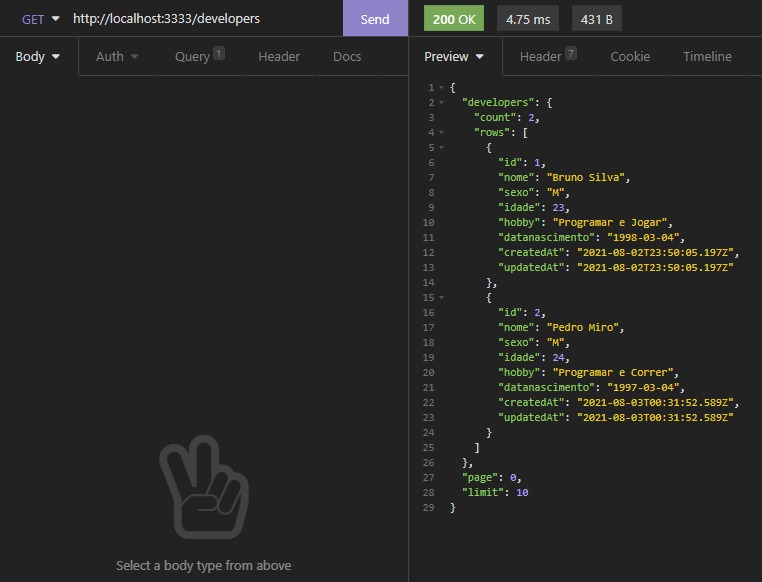 GET http://localhost:3333/developers Send 200 OK 4.75 ms 431 B
Body Auth Query 1 Header Docs Preview Header 7 Cookie Timeline
1 {
2 "developers": {
3 "count": 2,
4 "rows": [
5 {
6 "id": 1,
7 "nome": "Bruno Silva",
8 "sexo": "M",
9 "idade": 23,
10 "hobby": "Programar e Jogar",
11 "datanascimento": "1998-03-04",
12 "createdAt": "2021-08-02T23:50:05.197Z",
13 "updatedAt": "2021-08-02T23:50:05.197Z"
14 },
15 {
16 "id": 2,
17 "nome": "Pedro Miro",
18 "sexo": "M",
19 "idade": 24,
20 "hobby": "Programar e Correr",
21 "datanascimento": "1997-03-04",
22 "createdAt": "2021-08-03T00:31:52.589Z",
23 "updatedAt": "2021-08-03T00:31:52.589Z"
24 }
25 ]
26 },
27 "page": 0,
28 "limit": 10
29 }
Select a body type from above